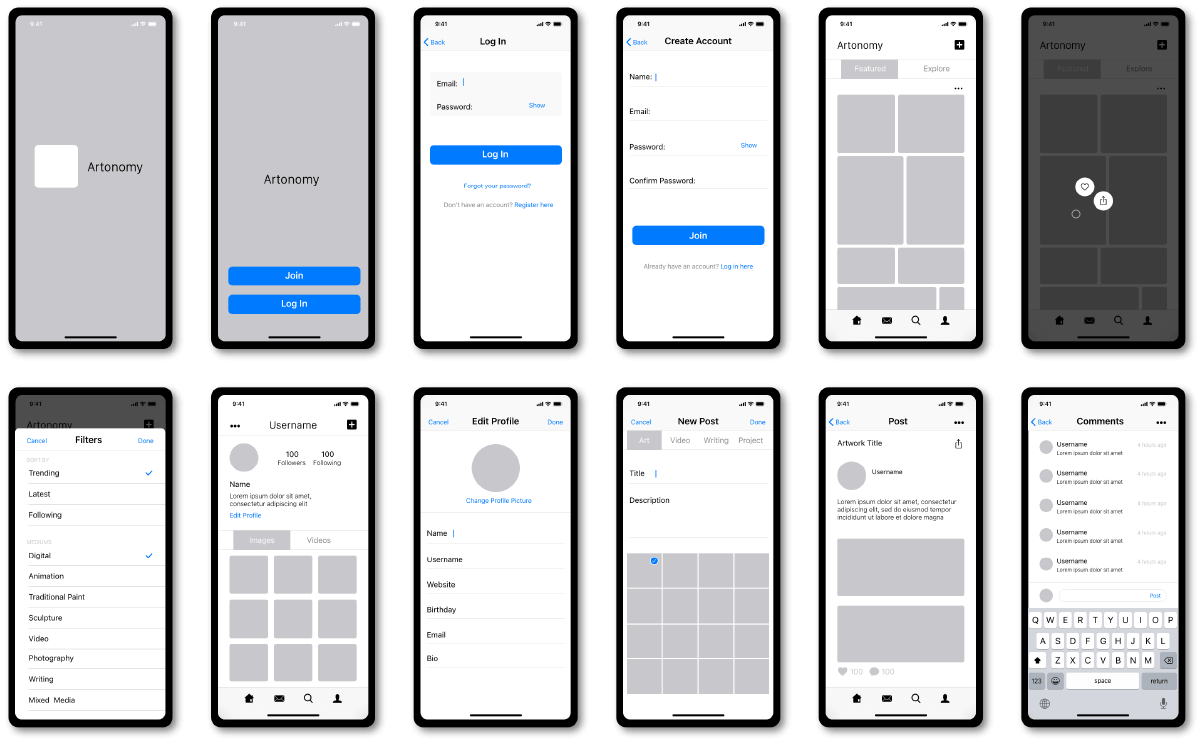 9:41
Artonomy
9:41
Artonomy
Join
Log In
9:41
Back
Log In
Email:
Password:
Show
Log In
Forgot your password?
Don't have an account? Register here
9:41
Back
Create Account
Name:
Email:
Password:
Show
Confirm Password:
Join
Already have an account? Log in here
9:41
Artonomy
Featured
Explore
9:41
Artonomy
Featured
Explore
9:41
Artonomy
Cancel
Filters
Done
SORT BY
Trending
Latest
Following
MEDIUMS
Digital
Animation
Traditional Paint
Sculpture
Video
Photography
Writing
Mixed Media
9:41
Username
100
100
Followers
Following
Name
Lorem ipsum dolor sit amet,
consectetur adipiscing elit
Edit Profile
Images
Videos
9:41
Cancel
Edit Profile
Done
Change Profile Picture
Name
Username
Website
Birthday
Email
Bio
9:41
Cancel
New Post
Done
Art
Video
Writing
Project
Title
Description
9:41
Back
Post
Artwork Title
Username
Lorem ipsum dolor sit amet, consectetur
adipiscing elit, sed do eiusmod tempor
incididunt ut labore et dolore magna
100
100
9:41
Back
Comments
Username
4 hours ago
Lorem ipsum dolor sit amet
Username
4 hours ago
Lorem ipsum dolor sit amet
Username
4 hours ago
Lorem ipsum dolor sit amet
Username
4 hours ago
Lorem ipsum dolor sit amet
Username
4 hours ago
Lorem ipsum dolor sit amet
Post
Q W E R T Y U I O P
A S D F G H J K L
Z X C V B N M
123
space
return